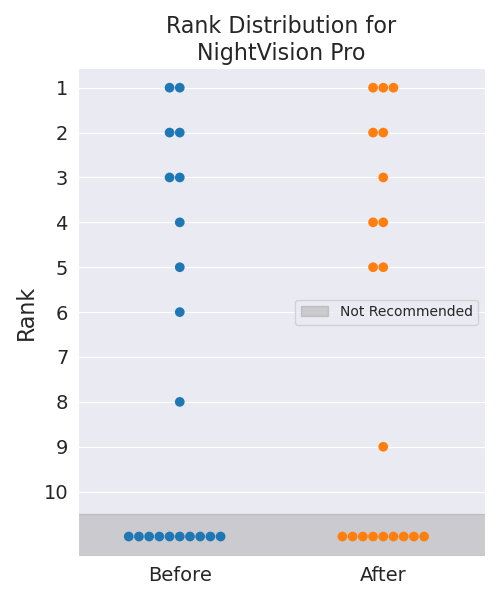 Rank Distribution for
NightVision Pro
Rank
1
2
3
4
5
6
7
8
9
10
Not Recommended
Before
After